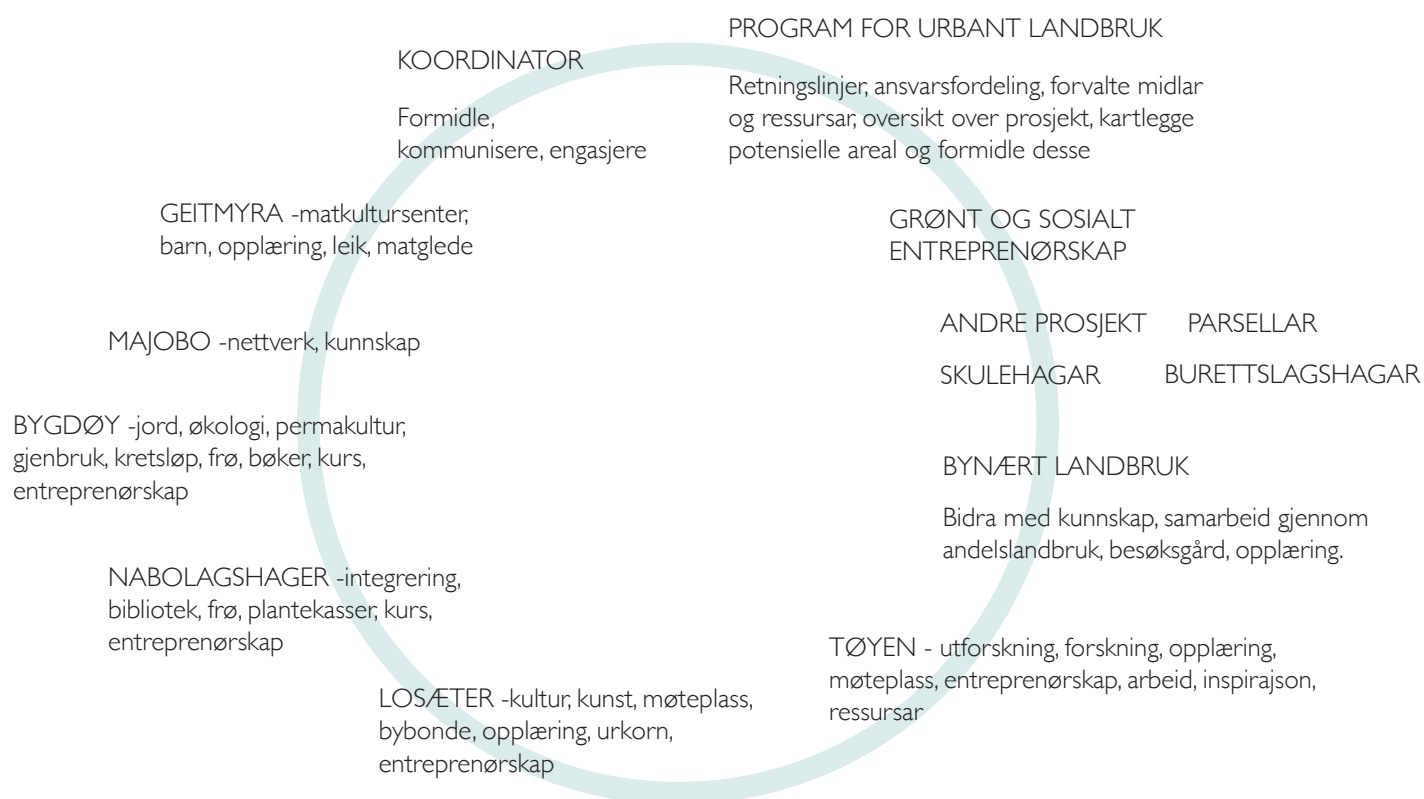 PROGRAM FOR URBANT LANDBRUK
Retningslinjer, ansvarsfordeling, forvalte midlar
og ressursar, oversikt over prosjekt, kartlegge
potensielle areal og formidle desse
KOORDINATOR
Formidle,
kommunisere, engasjere
GEITMYRA -matkultursenter,
barn, opplæring, leik, matglede
GRØNT OG SOSIALT
ENTREPRENØRSKAP
ANDRE PROSJEKT PARSELLAR
SKULEHAGAR BURETTSLAGSHAGAR
MAJOBO -nettverk, kunnskap
BYGDØY -jord, økologi, permakultur,
gjenbruk, kretsløp, frø, bøker, kurs,
entreprenørskap
BYNÆRT LANDBRUK
Bidra med kunnskap, samarbeid gjennom
andelslandbruk, besøksgård, opplæring.
NABOLAGSHAGER -integrering,
bibliotek, frø, plantekasser, kurs,
entreprenørskap
TØYEN - utforskning, forskning, opplæring,
møteplass, entreprenørskap, arbeid, inspirajson,
ressursar
LOSÆTER -kultur, kunst, møteplass,
bybonde, opplæring, urkorn,
entreprenørskap